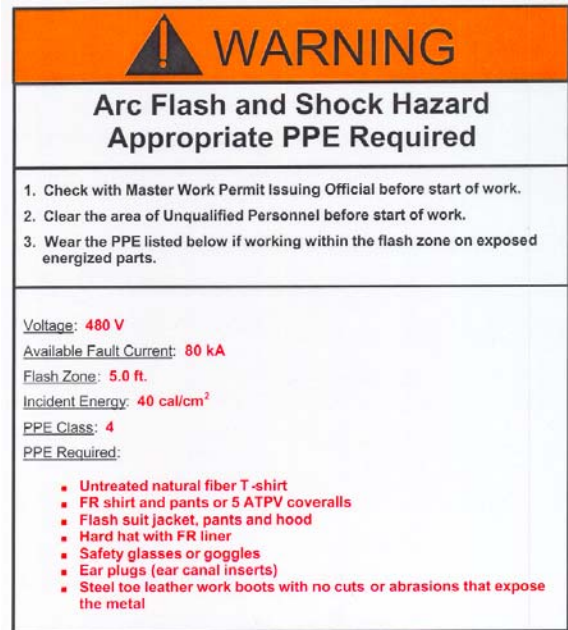 WARNING
Arc Flash and Shock Hazard
Appropriate PPE Required
1. Check with Master Work Permit Issuing Official before start of work.
2. Clear the area of Unqualified Personnel before start of work.
3. Wear the PPE listed below if working within the flash zone on exposed
energized parts.
Voltage: 480 V
Available Fault Current: 80 kA
Flash Zone: 5.0 ft.
Incident Energy: 40 cal/cm²
PPE Class: 4
PPE Required:
▪ Untreated natural fiber T-shirt
▪ FR shirt and pants or 5 ATPV coveralls
▪ Flash suit jacket, pants and hood
▪ Hard hat with FR liner
▪ Safety glasses or goggles
▪ Ear plugs (ear canal inserts)
▪ Steel toe leather work boots with no cuts or abrasions that expose
the metal